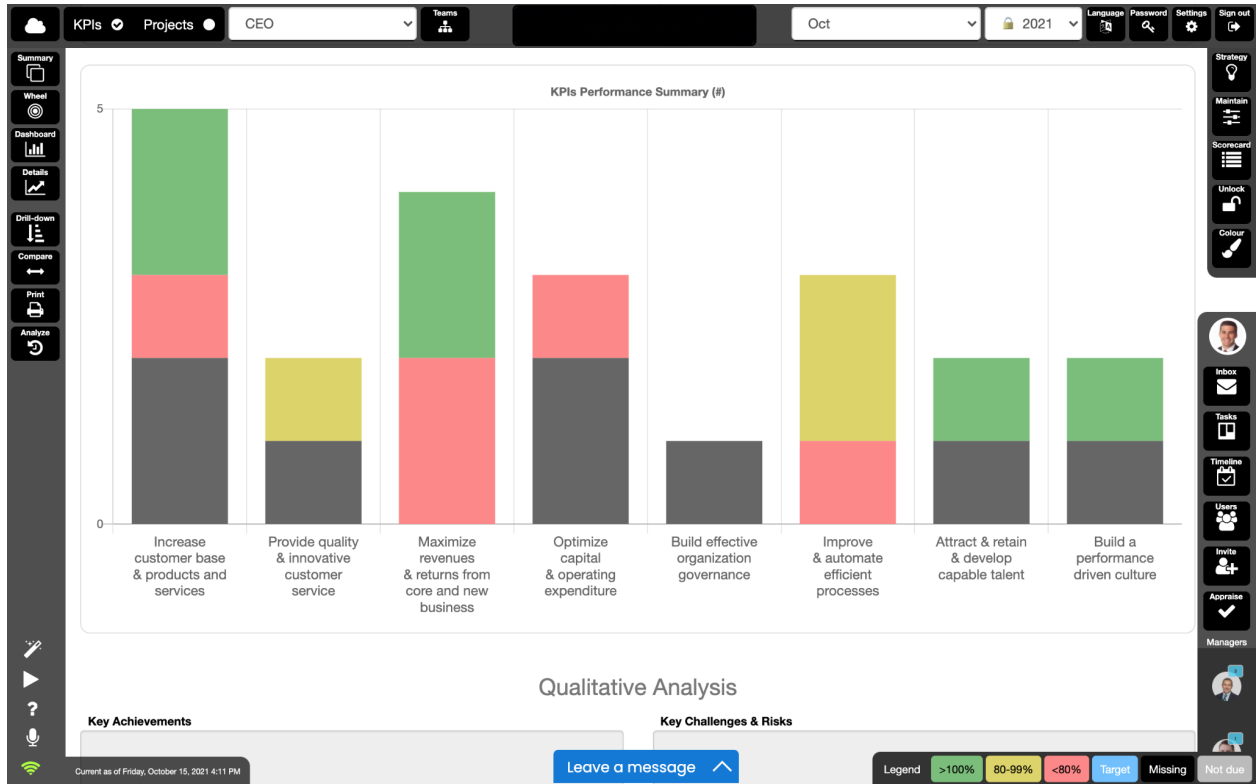 KPIs
Projects
CEO
Teams
Oct
2021
Language
Password
Settings
Sign out
Summary
Wheel
Dashboard
Details
Drill-down
Compare
Print
Analyze
KPIs Performance Summary (#)
5
0
Increase
customer base
& products and
services
Provide quality
& innovative
customer
service
Maximize
revenues
& returns from
core and new
business
Optimize
capital
& operating
expenditure
Build effective
organization
governance
Improve
& automate
efficient
processes
Attract & retain
& develop
capable talent
Build a
performance
driven culture
Strategy
Maintain
Scorecard
Unlock
Colour
Inbox
Tasks
Timeline
Users
Invite
Appraise
Managers
Qualitative Analysis
Key Achievements
Key Challenges & Risks
Current as of Friday, October 15, 2021 4:11 PM
Leave a message
Legend
>100%
80-99%
<80%
Target
Missing
Not due